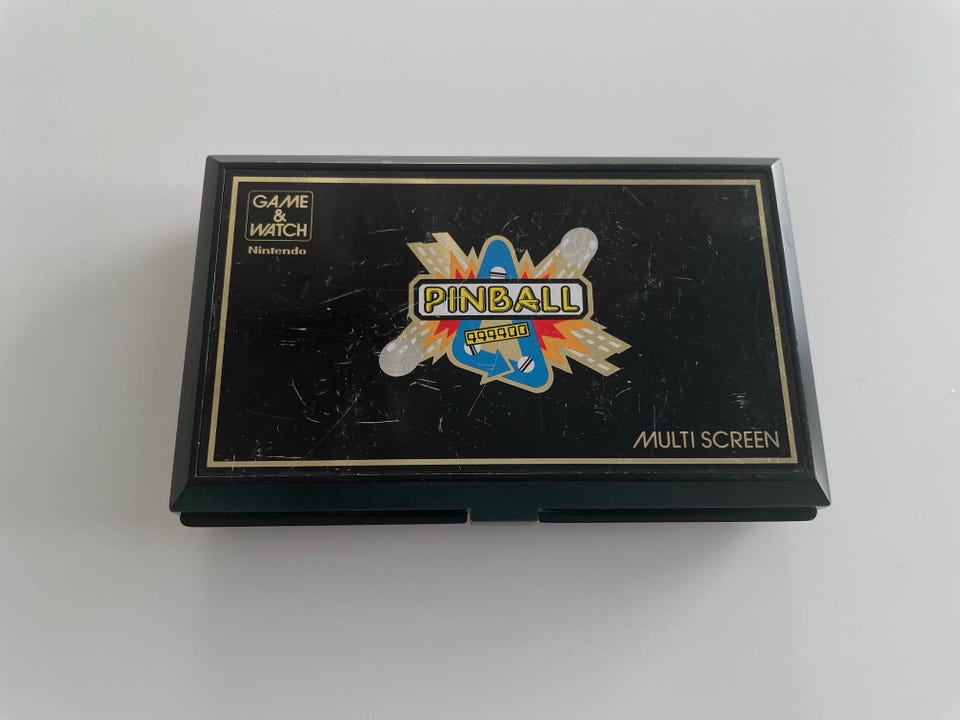 GAME
&
WATCH
Nintendo
PINBALL
999900
MULTI SCREEN